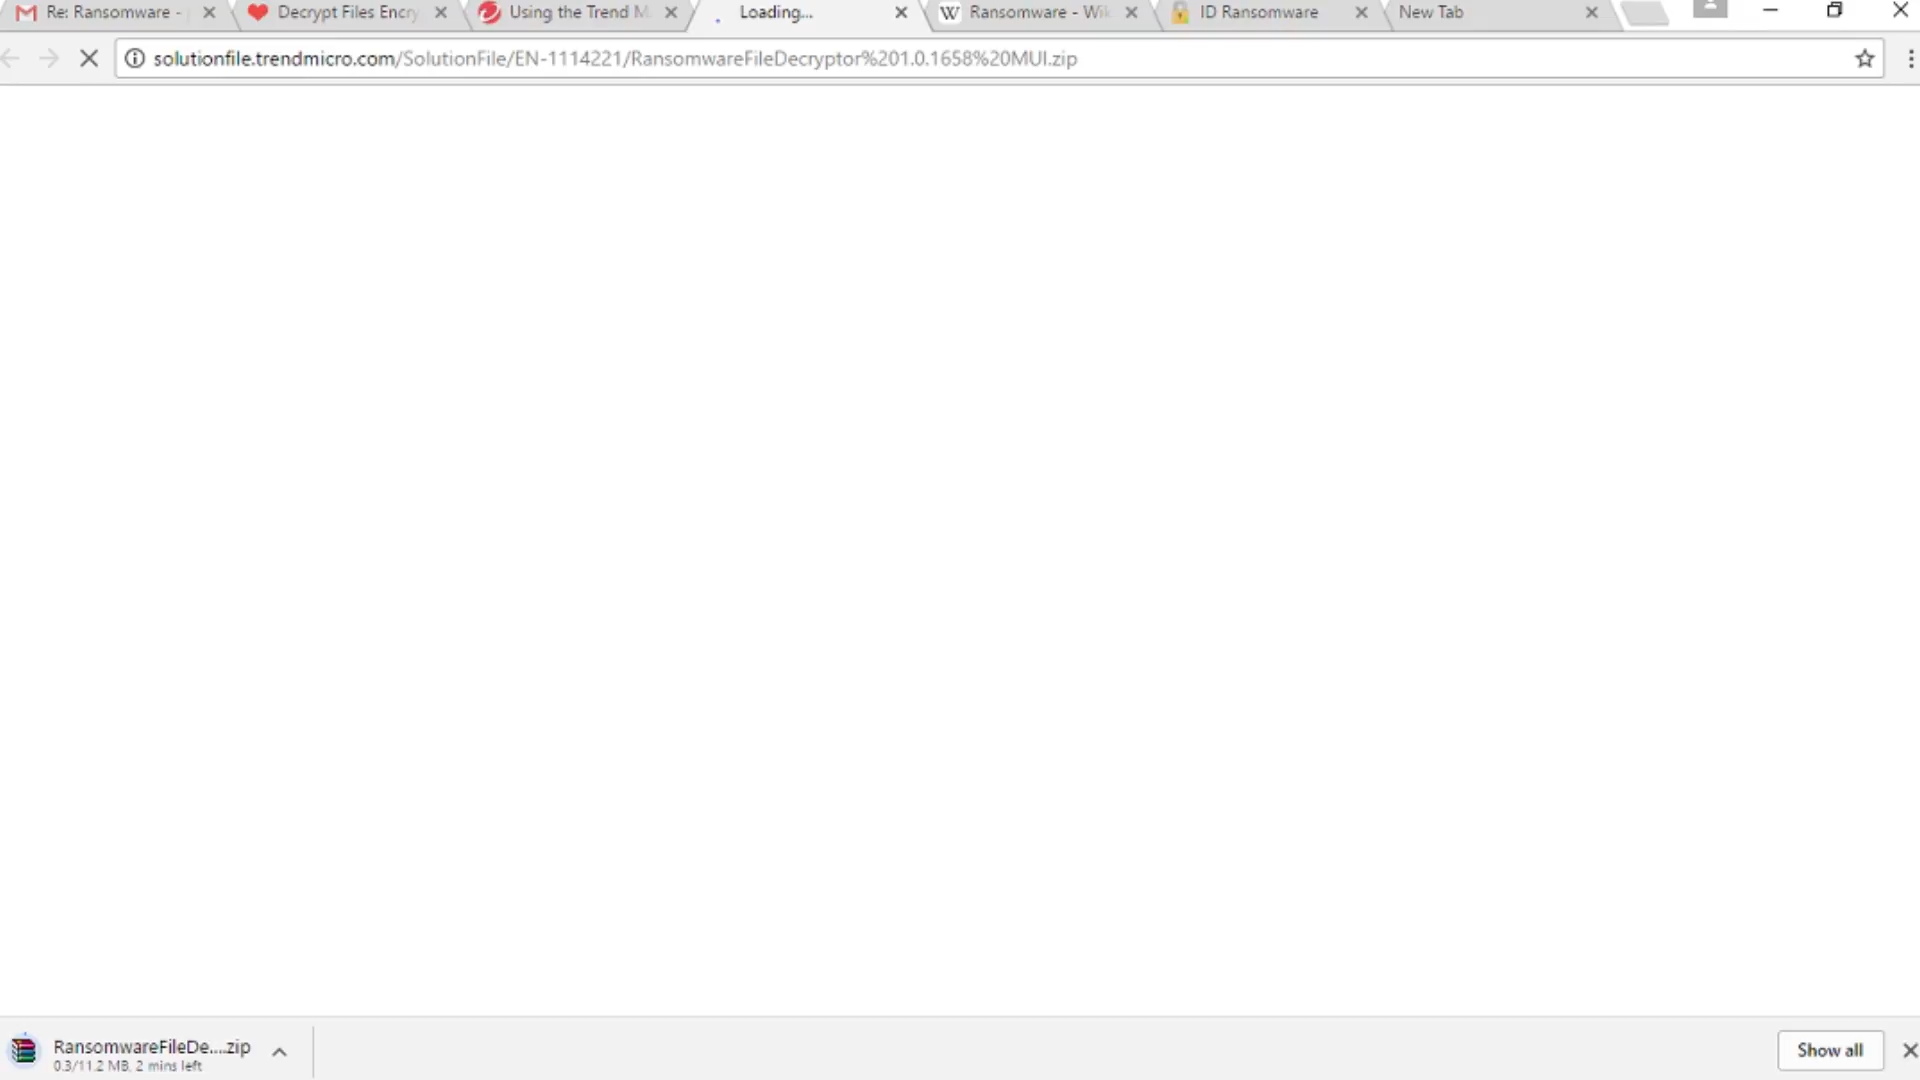 Re: Ransomware -
Decrypt Files Encry
Using the Trend M
Loading...
W
Ransomware - Wik
ID Ransomware
New Tab
solutionfile.trendmicro.com/SolutionFile/EN-1114221/RansomwareFileDecryptor%201.0.1658%20MUI.zip
RansomwareFileDe....zip
0.3/11.2 MB, 2 mins left
Show all